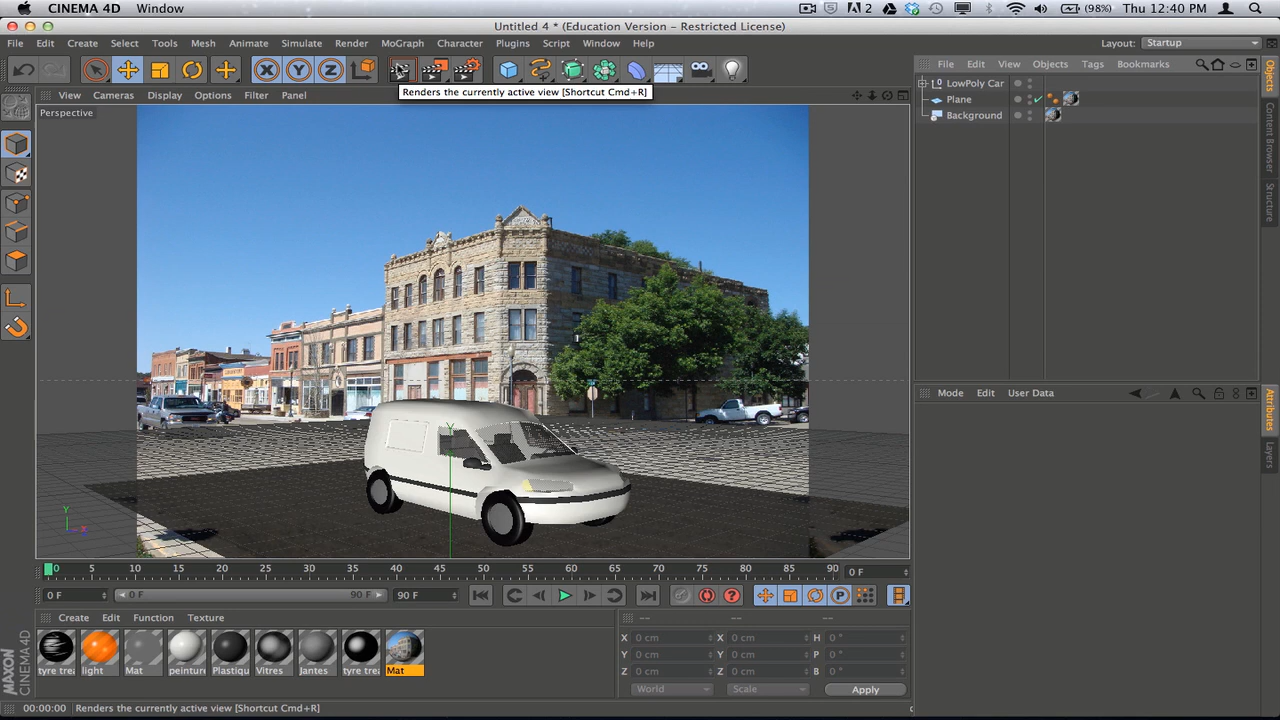 CINEMA 4D Window
2 (98%) Thu 12:40 PM
Untitled 4 * (Education Version - Restricted License)
File Edit Create Select Tools Mesh Animate Simulate Render MoGraph Character Plugins Script Window Help
Layout: Startup
X Y Z
File Edit View Objects Tags Bookmarks
Renders the currently active view [Shortcut Cmd+R]
View Cameras Display Options Filter Panel
Perspective
LowPoly Car
Plane
Background
Objects
Content Browser
Structure
Mode Edit User Data
Attributes
Layers
Y
Y
0 5 10 15 20 25 30 35 40 45 50 55 60 65 70 75 80 85 90
0 F
0 F 0 F 90 F 90 F
P
Create Edit Function Texture
-- -- --
X 0 cm X 0 cm H 0 °
Y 0 cm Y 0 cm P 0 °
Z 0 cm Z 0 cm B 0 °
World Scale Apply
tyre trea light Mat peinture Plastiqu Vitres Jantes tyre trea Mat
MAXON CINEMA4D
00:00:00 Renders the currently active view [Shortcut Cmd+R]